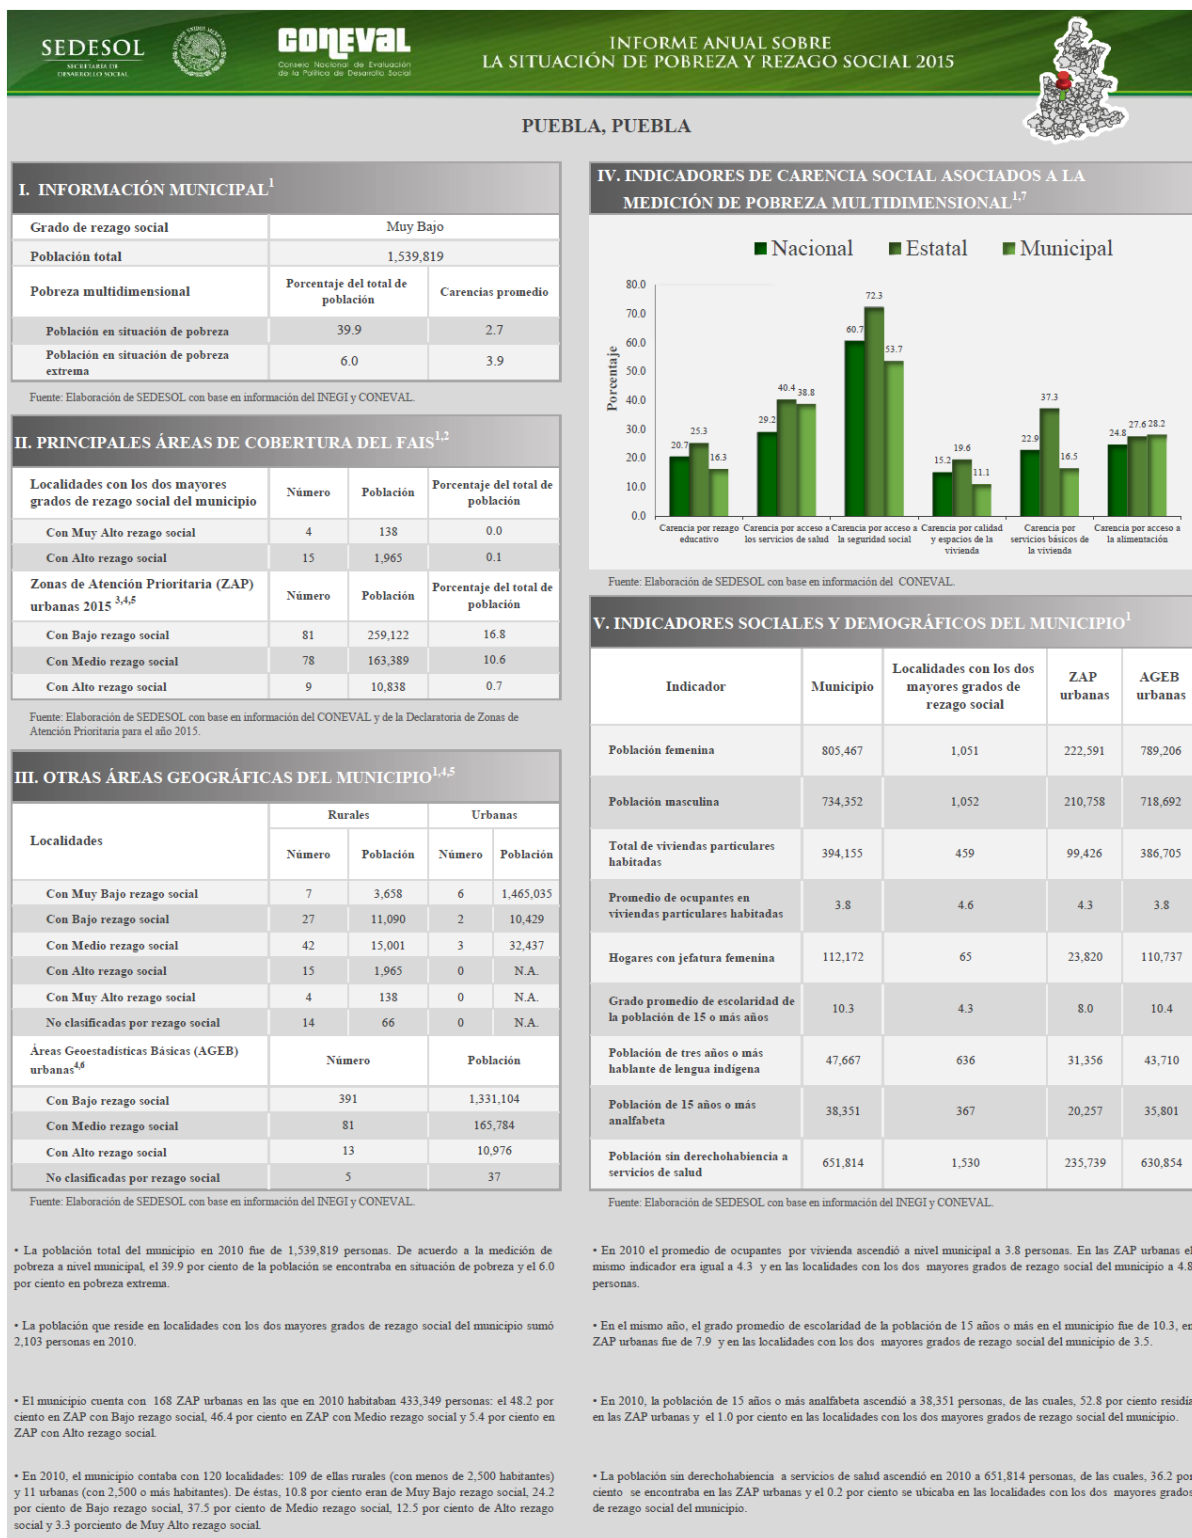 SEDESOL
SECRETARÍA DE
DESARROLLO SOCIAL
ESTADOS UNIDOS MEXICANOS
CONEVAL
Consejo Nacional de Evaluación
de la Política de Desarrollo Social
INFORME ANUAL SOBRE
LA SITUACIÓN DE POBREZA Y REZAGO SOCIAL 2015
PUEBLA, PUEBLA
I. INFORMACIÓN MUNICIPAL1
Grado de rezago social Muy Bajo
Población total 1,539,819
Pobreza multidimensional Porcentaje del total de población Carencias promedio
Población en situación de pobreza 39.9 2.7
Población en situación de pobreza extrema 6.0 3.9
Fuente: Elaboración de SEDESOL con base en información del INEGI y CONEVAL.
II. PRINCIPALES ÁREAS DE COBERTURA DEL FAIS1,2
Localidades con los dos mayores grados de rezago social del municipio Número Población Porcentaje del total de población
Con Muy Alto rezago social 4 138 0.0
Con Alto rezago social 15 1,965 0.1
Zonas de Atención Prioritaria (ZAP) urbanas 2015 3,4,5 Número Población Porcentaje del total de población
Con Bajo rezago social 81 259,122 16.8
Con Medio rezago social 78 163,389 10.6
Con Alto rezago social 9 10,838 0.7
Fuente: Elaboración de SEDESOL con base en información del CONEVAL y de la Declaratoria de Zonas de
Atención Prioritaria para el año 2015.
III. OTRAS ÁREAS GEOGRÁFICAS DEL MUNICIPIO1,4,5
Localidades Rurales Urbanas
Número Población Número Población
Con Muy Bajo rezago social 7 3,658 6 1,465,035
Con Bajo rezago social 27 11,090 2 10,429
Con Medio rezago social 42 15,001 3 32,437
Con Alto rezago social 15 1,965 0 N.A.
Con Muy Alto rezago social 4 138 0 N.A.
No clasificadas por rezago social 14 66 0 N.A.
Áreas Geoestadísticas Básicas (AGEB) urbanas4,6 Número Población
Con Bajo rezago social 391 1,331,104
Con Medio rezago social 81 165,784
Con Alto rezago social 13 10,976
No clasificadas por rezago social 5 37
Fuente: Elaboración de SEDESOL con base en información del INEGI y CONEVAL.
• La población total del municipio en 2010 fue de 1,539,819 personas. De acuerdo a la medición de
pobreza a nivel municipal, el 39.9 por ciento de la población se encontraba en situación de pobreza y el 6.0
por ciento en pobreza extrema.
• La población que reside en localidades con los dos mayores grados de rezago social del municipio sumó
2,103 personas en 2010.
• El municipio cuenta con 168 ZAP urbanas en las que en 2010 habitaban 433,349 personas: el 48.2 por
ciento en ZAP con Bajo rezago social, 46.4 por ciento en ZAP con Medio rezago social y 5.4 por ciento en
ZAP con Alto rezago social.
• En 2010, el municipio contaba con 120 localidades: 109 de ellas rurales (con menos de 2,500 habitantes)
y 11 urbanas (con 2,500 o más habitantes). De éstas, 10.8 por ciento eran de Muy Bajo rezago social, 24.2
por ciento de Bajo rezago social, 37.5 por ciento de Medio rezago social, 12.5 por ciento de Alto rezago
social y 3.3 porciento de Muy Alto rezago social.
IV. INDICADORES DE CARENCIA SOCIAL ASOCIADOS A LA
MEDICIÓN DE POBREZA MULTIDIMENSIONAL1,7
Nacional Estatal Municipal
Porcentaje
80.0
70.0
60.0
50.0
40.0
30.0
20.0
10.0
0.0
20.7 25.3 16.3
29.2 40.4 38.8
60.7 72.3 53.7
15.2 19.6 11.1
22.9 37.3 16.5
24.8 27.6 28.2
Carencia por rezago educativo
Carencia por acceso a los servicios de salud
Carencia por acceso a la seguridad social
Carencia por calidad y espacios de la vivienda
Carencia por servicios básicos de la vivienda
Carencia por acceso a la alimentación
Fuente: Elaboración de SEDESOL con base en información del CONEVAL.
V. INDICADORES SOCIALES Y DEMOGRÁFICOS DEL MUNICIPIO1
Indicador Municipio Localidades con los dos mayores grados de rezago social ZAP urbanas AGEB urbanas
Población femenina 805,467 1,051 222,591 789,206
Población masculina 734,352 1,052 210,758 718,692
Total de viviendas particulares habitadas 394,155 459 99,426 386,705
Promedio de ocupantes en viviendas particulares habitadas 3.8 4.6 4.3 3.8
Hogares con jefatura femenina 112,172 65 23,820 110,737
Grado promedio de escolaridad de la población de 15 o más años 10.3 4.3 8.0 10.4
Población de tres años o más hablante de lengua indígena 47,667 636 31,356 43,710
Población de 15 años o más analfabeta 38,351 367 20,257 35,801
Población sin derechohabiencia a servicios de salud 651,814 1,530 235,739 630,854
Fuente: Elaboración de SEDESOL con base en información del INEGI y CONEVAL.
• En 2010 el promedio de ocupantes por vivienda ascendió a nivel municipal a 3.8 personas. En las ZAP urbanas el
mismo indicador era igual a 4.3 y en las localidades con los dos mayores grados de rezago social del municipio a 4.8
personas.
• En el mismo año, el grado promedio de escolaridad de la población de 15 años o más en el municipio fue de 10.3, en
ZAP urbanas fue de 7.9 y en las localidades con los dos mayores grados de rezago social del municipio de 3.5.
• En 2010, la población de 15 años o más analfabeta ascendió a 38,351 personas, de las cuales, 52.8 por ciento residía
en las ZAP urbanas y el 1.0 por ciento en las localidades con los dos mayores grados de rezago social del municipio.
• La población sin derechohabiencia a servicios de salud ascendió en 2010 a 651,814 personas, de las cuales, 36.2 por
ciento se encontraba en las ZAP urbanas y el 0.2 por ciento se ubicaba en las localidades con los dos mayores grados
de rezago social del municipio.